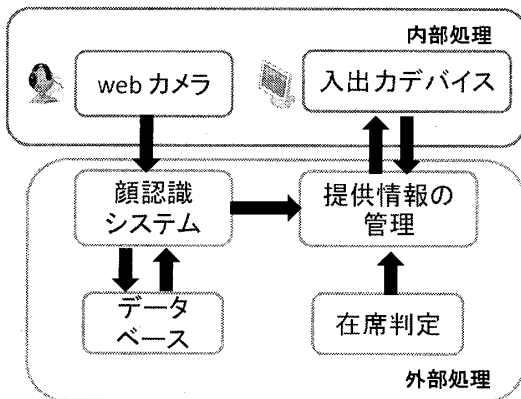 内部処理
webカメラ
入出力デバイス
顔認識
システム
提供情報の
管理
データ
ベース
在席判定
外部処理